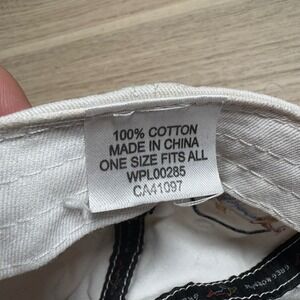 100% COTTON
MADE IN CHINA
ONE SIZE FITS ALL
WPL00285
CA41097